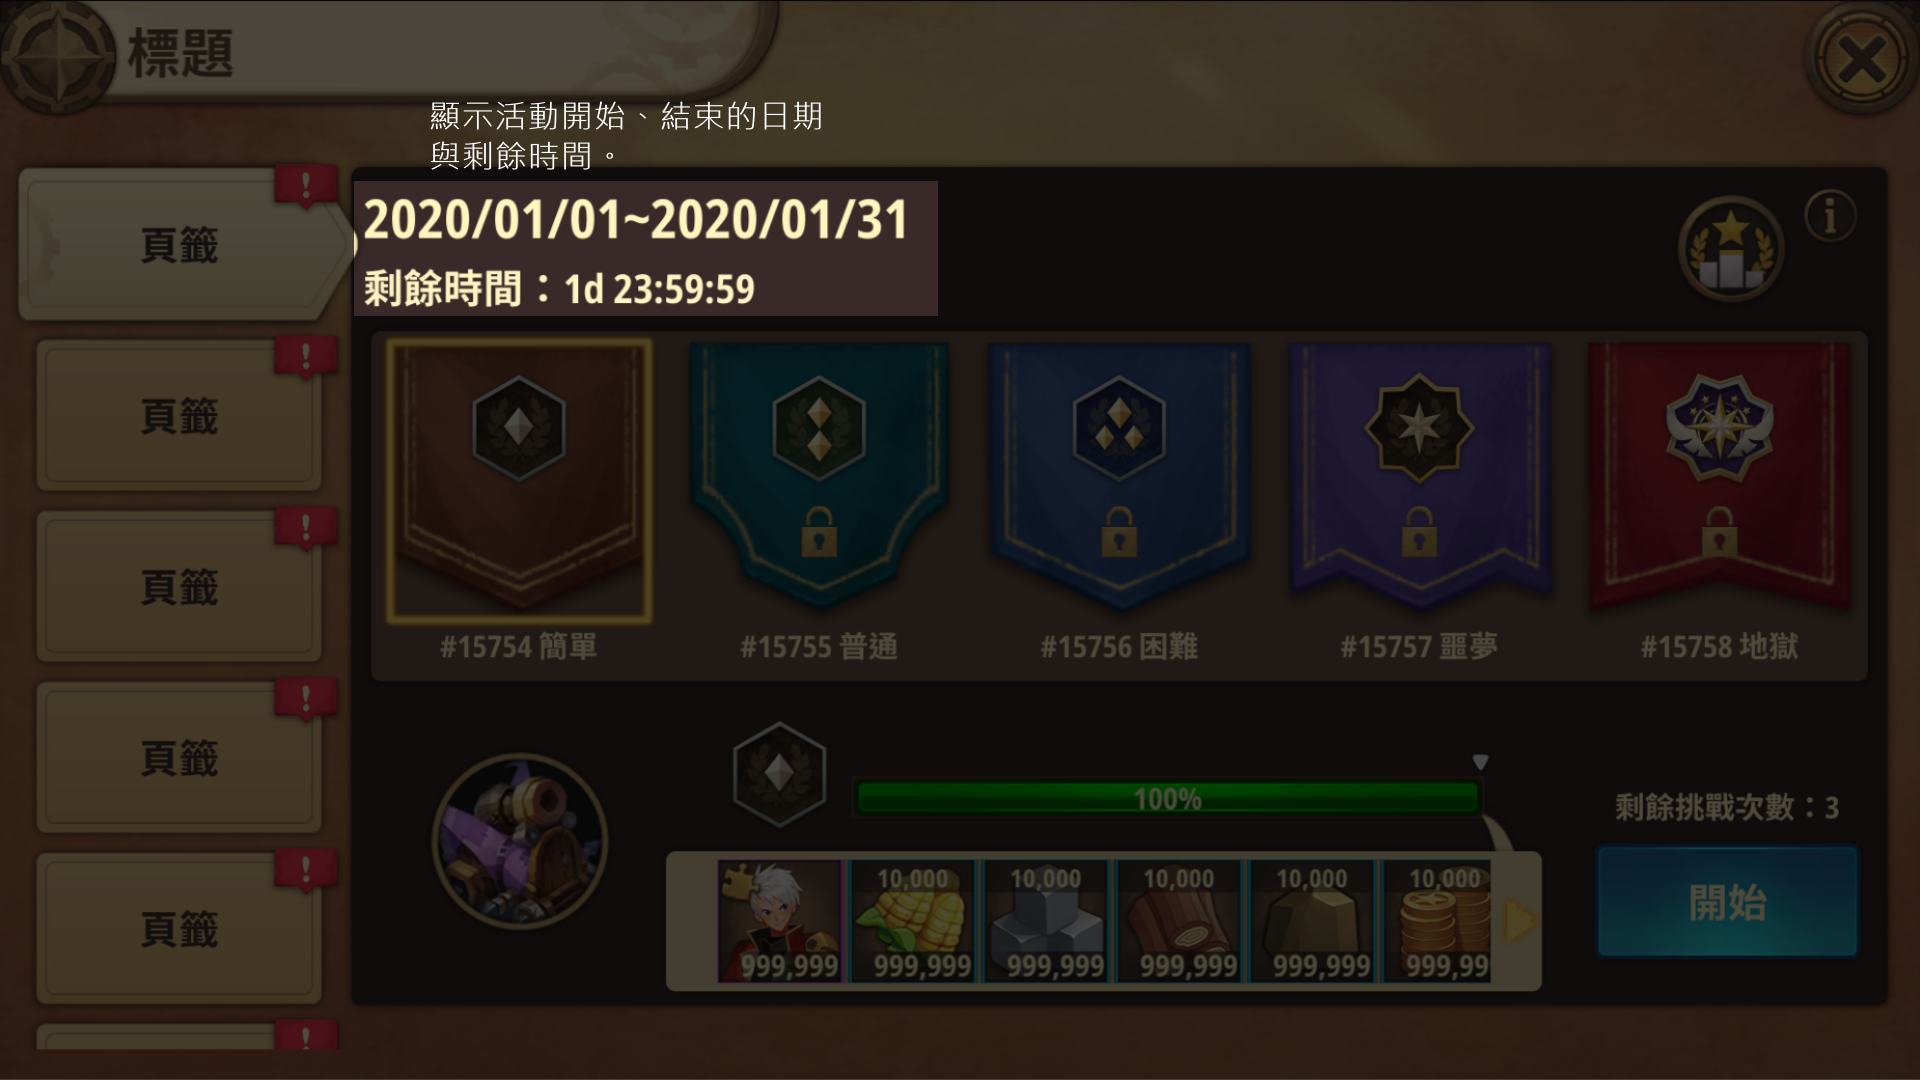 標題
顯示活動開始、結束的日期
與剩餘時間。
頁籤
2020/01/01~2020/01/31
剩餘時間：1d 23:59:59
頁籤
頁籤
頁籤
頁籤
#15754 簡單
#15755 普通
#15756 困難
#15757 噩夢
#15758 地獄
100%
剩餘挑戰次數：3
開始
999,999
10,000
999,999
10,000
999,999
10,000
999,999
10,000
999,999
10,000
999,99